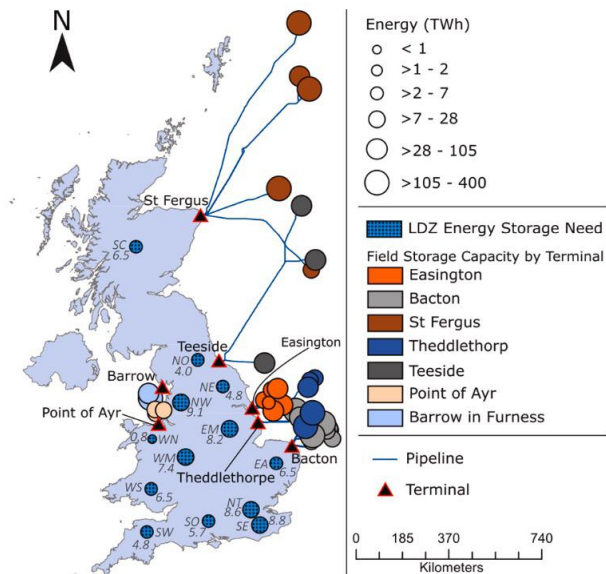 N
St Fergus
SC
6.5
Easington
Teeside
NO
4.0
Barrow
NE
4.8
NW
9.1
Point of Ayr
0.8 WN
EM
8.2
Theddlethorpe
Bacton
WM
7.4
EA
6.5
WS
6.5
NT
8.6
SE
8.8
SO
5.7
SW
4.8
Energy (TWh)
< 1
>1 - 2
>2 - 7
>7 - 28
>28 - 105
>105 - 400
LDZ Energy Storage Need
Field Storage Capacity by Terminal
Easington
Bacton
St Fergus
Theddlethorp
Teeside
Point of Ayr
Barrow in Furness
Pipeline
Terminal
0 185 370 740
Kilometers